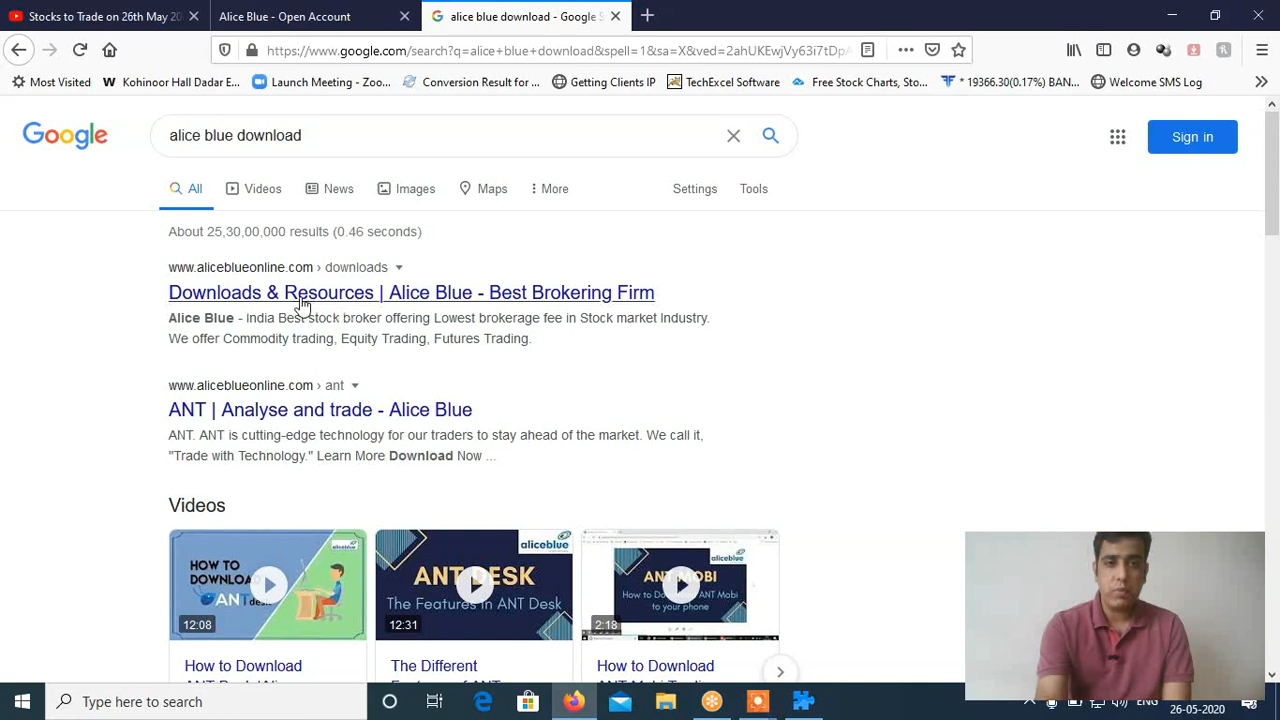 Stocks to Trade on 26th May 20
Alice Blue - Open Account
alice blue download - Google S
https://www.google.com/search?q=alice+blue+download&spell=1&sa=X&ved=2ahUKEwjVy63i7tDpA
Most Visited
Kohinoor Hall Dadar E...
Launch Meeting - Zoo...
Conversion Result for ...
Getting Clients IP
TechExcel Software
Free Stock Charts, Sto...
* 19366.30(0.17%) BAN...
Welcome SMS Log
Google
alice blue download
Sign in
All
Videos
News
Images
Maps
More
Settings
Tools
About 25,30,00,000 results (0.46 seconds)
www.aliceblueonline.com › downloads
Downloads & Resources | Alice Blue - Best Brokering Firm
Alice Blue - India Best stock broker offering Lowest brokerage fee in Stock market Industry.
We offer Commodity trading, Equity Trading, Futures Trading.
www.aliceblueonline.com › ant
ANT | Analyse and trade - Alice Blue
ANT. ANT is cutting-edge technology for our traders to stay ahead of the market. We call it,
"Trade with Technology." Learn More Download Now ...
Videos
aliceblue
HOW TO
DOWNLOAD
ANT desk
12:08
aliceblue
ANT DESK
The Features in ANT Desk
12:31
aliceblue
ANT MOBI
How to Download ANT Mobi
to your phone
2:18
How to Download
The Different
How to Download
Type here to search
ENG
26-05-2020